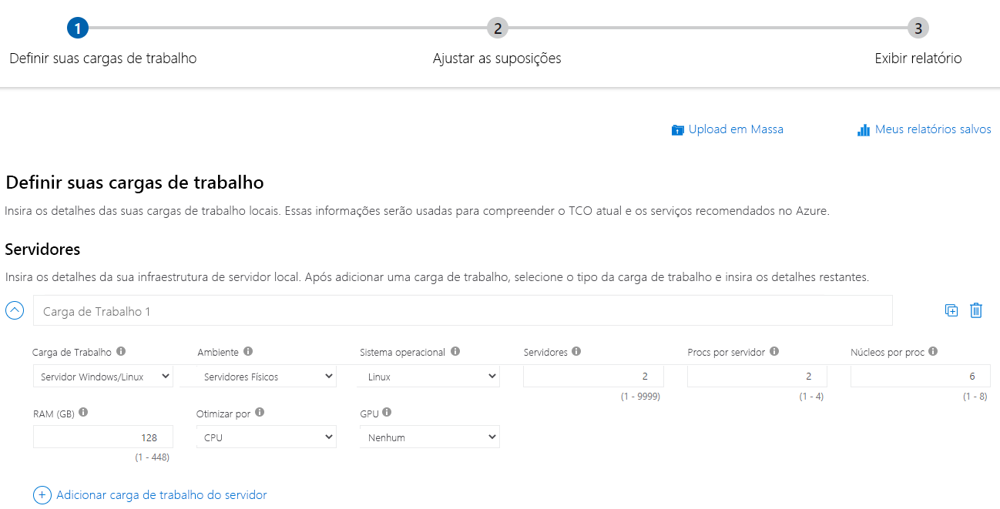 1
2
3
Definir suas cargas de trabalho
Ajustar as suposições
Exibir relatório
Upload em Massa
Meus relatórios salvos
Definir suas cargas de trabalho
Insira os detalhes das suas cargas de trabalho locais. Essas informações serão usadas para compreender o TCO atual e os serviços recomendados no Azure.
Servidores
Insira os detalhes da sua infraestrutura de servidor local. Após adicionar uma carga de trabalho, selecione o tipo da carga de trabalho e insira os detalhes restantes.
Carga de Trabalho 1
Carga de Trabalho
Ambiente
Sistema operacional
Servidores
Procs por servidor
Núcleos por proc
Servidor Windows/Linux
Servidores Físicos
Linux
2
2
6
(1 - 9999)
(1 - 4)
(1 - 8)
RAM (GB)
Otimizar por
GPU
128
CPU
Nenhum
(1 - 448)
Adicionar carga de trabalho do servidor